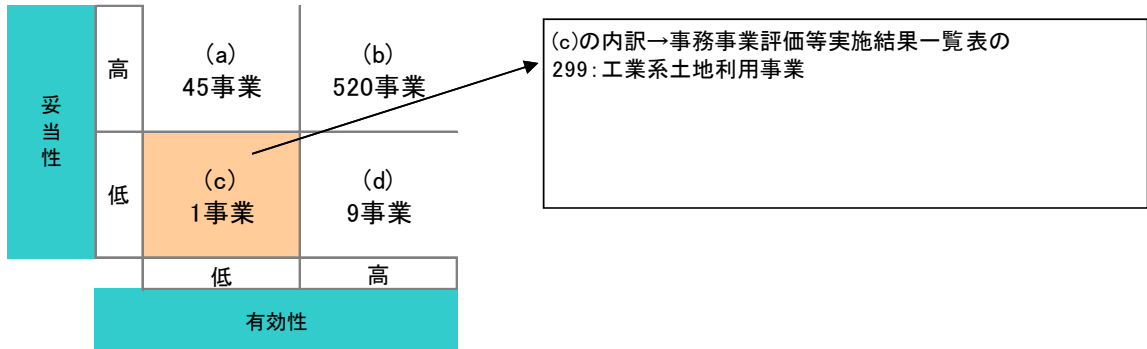 妥当性
高
(a)
45事業
(b)
520事業
低
(c)
1事業
(d)
9事業
低
高
有効性
(c)の内訳→事務事業評価等実施結果一覧表の
299:工業系土地利用事業